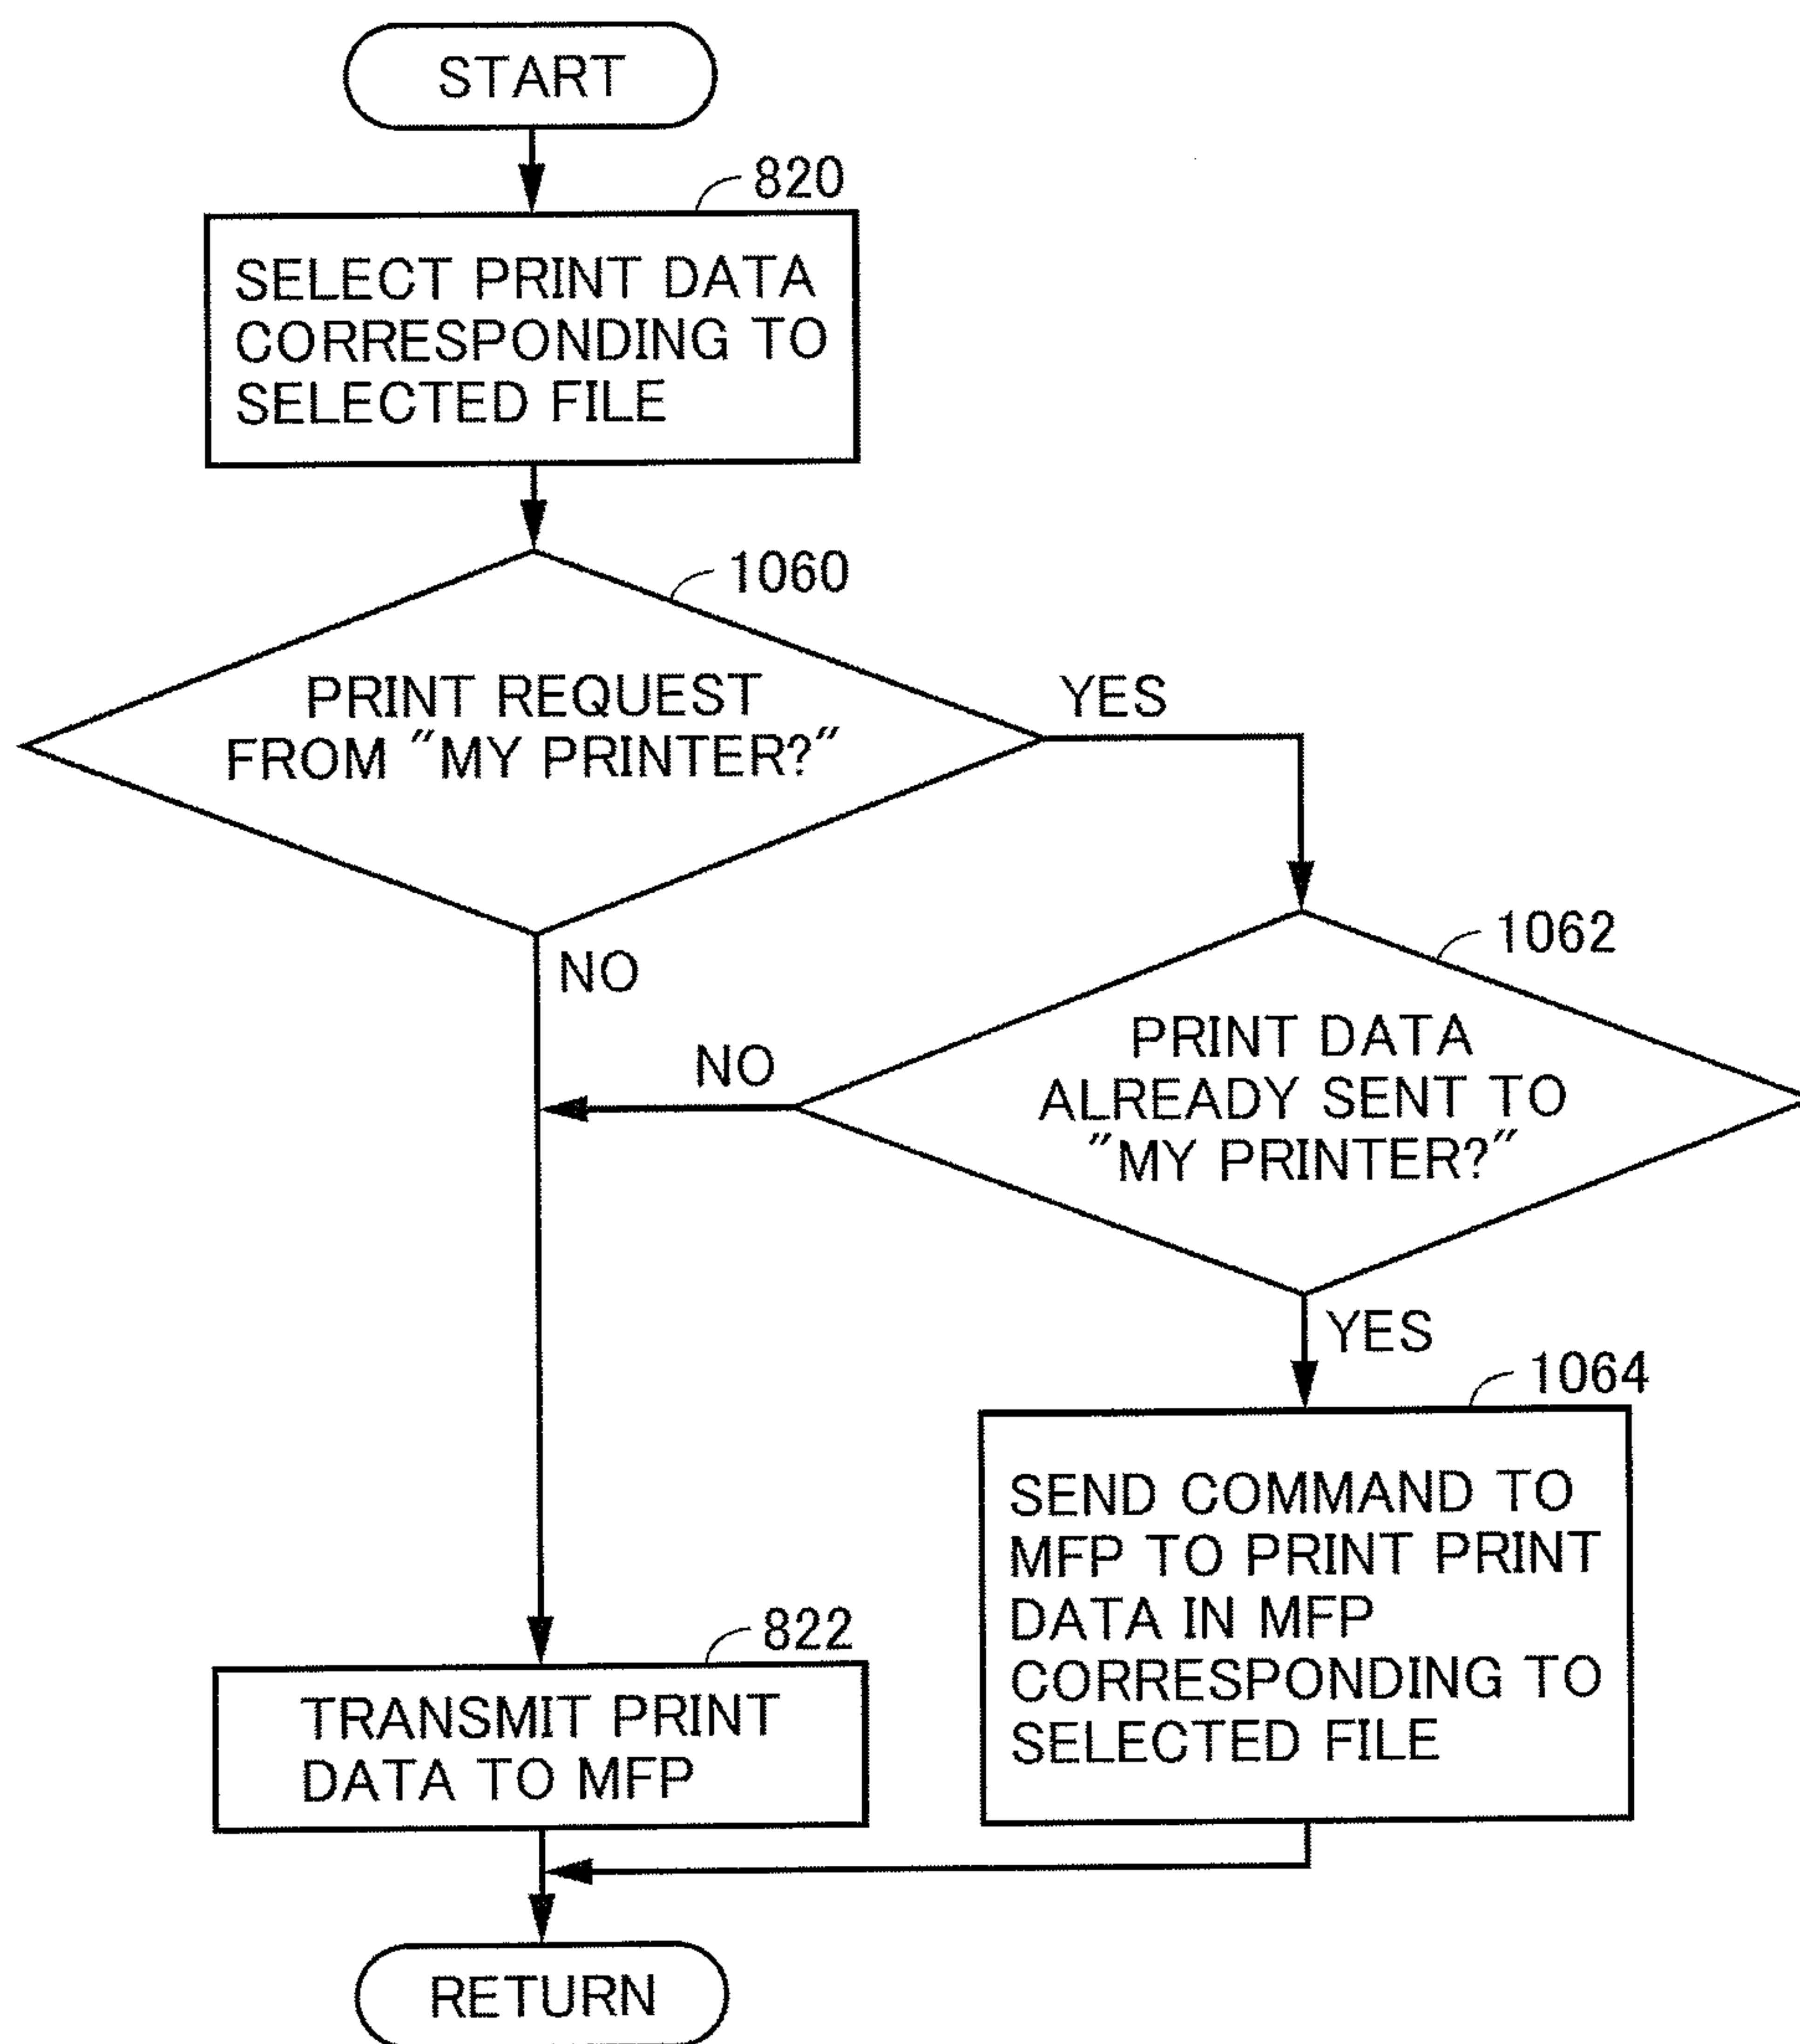 START
820
SELECT PRINT DATA
CORRESPONDING TO
SELECTED FILE
1060
PRINT REQUEST
FROM "MY PRINTER?"
YES
NO
1062
PRINT DATA
ALREADY SENT TO
"MY PRINTER?"
NO
YES
1064
SEND COMMAND TO
MFP TO PRINT PRINT
DATA IN MFP
CORRESPONDING TO
SELECTED FILE
822
TRANSMIT PRINT
DATA TO MFP
RETURN